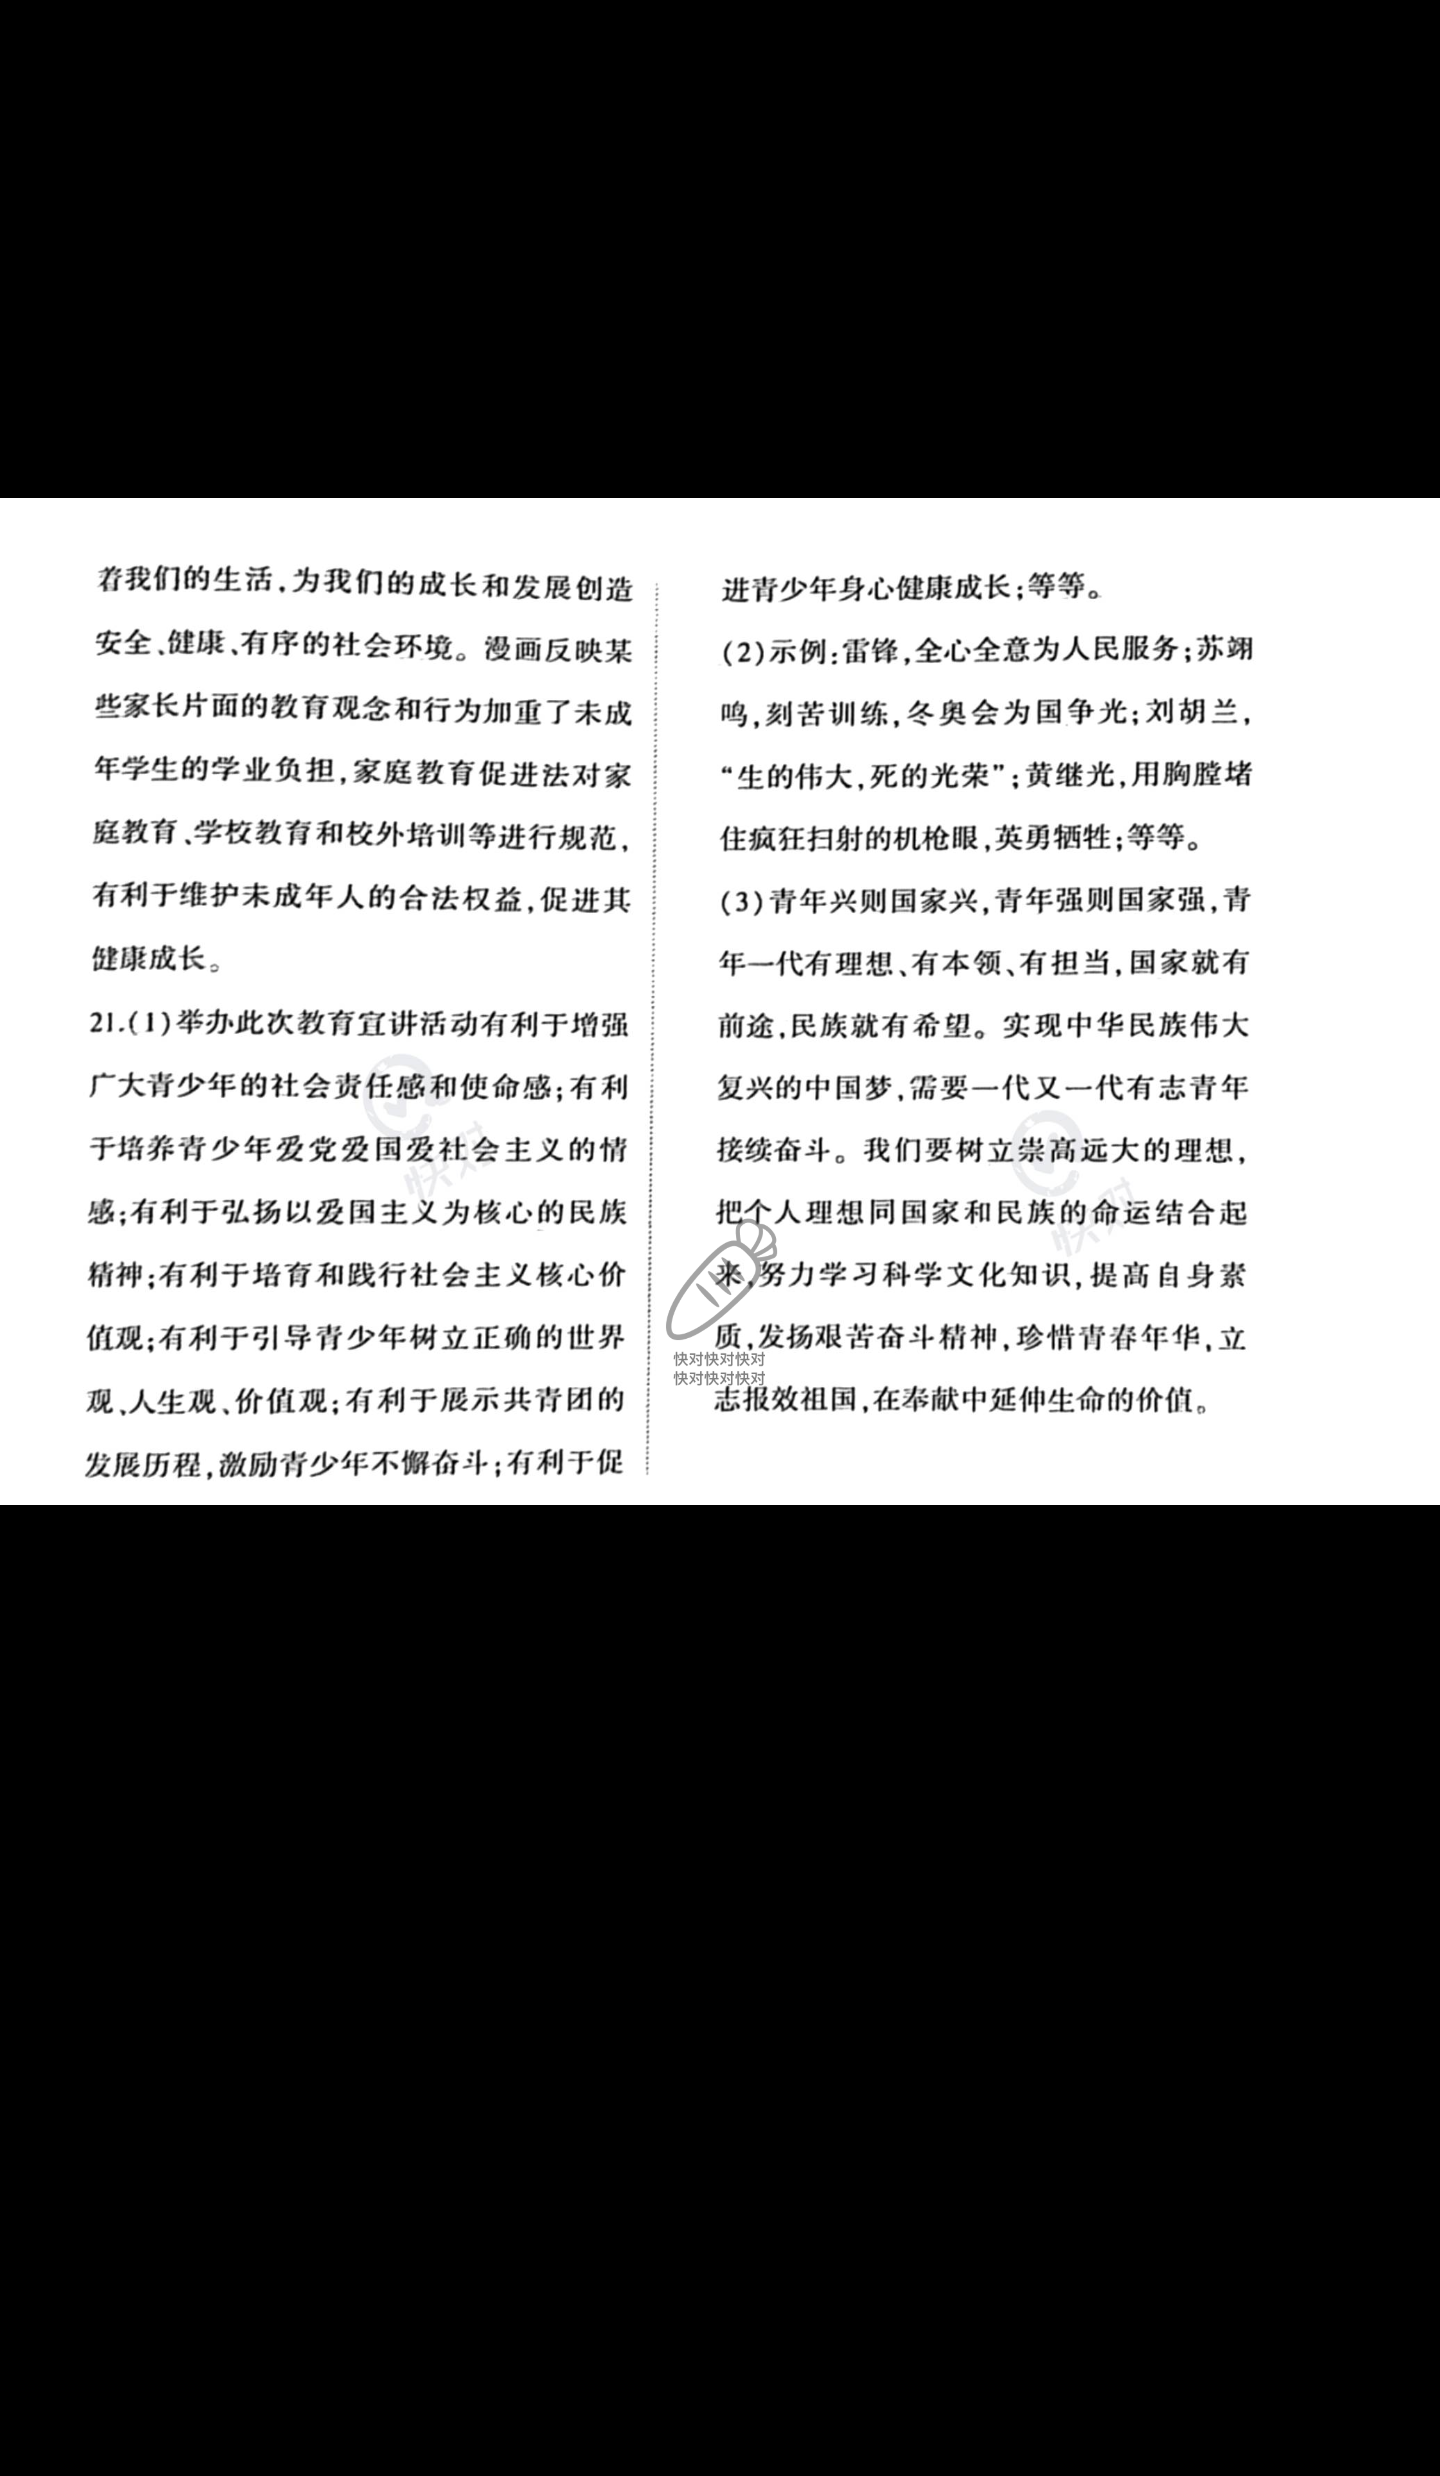 着我们的生活,为我们的成长和发展创造
安全、健康、有序的社会环境。漫画反映某
些家长片面的教育观念和行为加重了未成
年学生的学业负担,家庭教育促进法对家
庭教育、学校教育和校外培训等进行规范,
有利于维护未成年人的合法权益,促进其
健康成长。
21.(1)举办此次教育宣讲活动有利于增强
广大青少年的社会责任感和使命感;有利
于培养青少年爱党爱国爱社会主义的情
感;有利于弘扬以爱国主义为核心的民族
精神;有利于培育和践行社会主义核心价
值观;有利于引导青少年树立正确的世界
观、人生观、价值观;有利于展示共青团的
发展历程,激励青少年不懈奋斗;有利于促
进青少年身心健康成长;等等。
(2)示例:雷锋,全心全意为人民服务;苏翊
鸣,刻苦训练,冬奥会为国争光;刘胡兰,
“生的伟大,死的光荣”;黄继光,用胸膛堵
住疯狂扫射的机枪眼,英勇牺牲;等等。
(3)青年兴则国家兴,青年强则国家强,青
年一代有理想、有本领、有担当,国家就有
前途,民族就有希望。实现中华民族伟大
复兴的中国梦,需要一代又一代有志青年
接续奋斗。我们要树立崇高远大的理想,
把个人理想同国家和民族的命运结合起
来,努力学习科学文化知识,提高自身素
质,发扬艰苦奋斗精神,珍惜青春年华,立
志报效祖国,在奉献中延伸生命的价值。
快对
快对
快对快对快对
快对快对快对